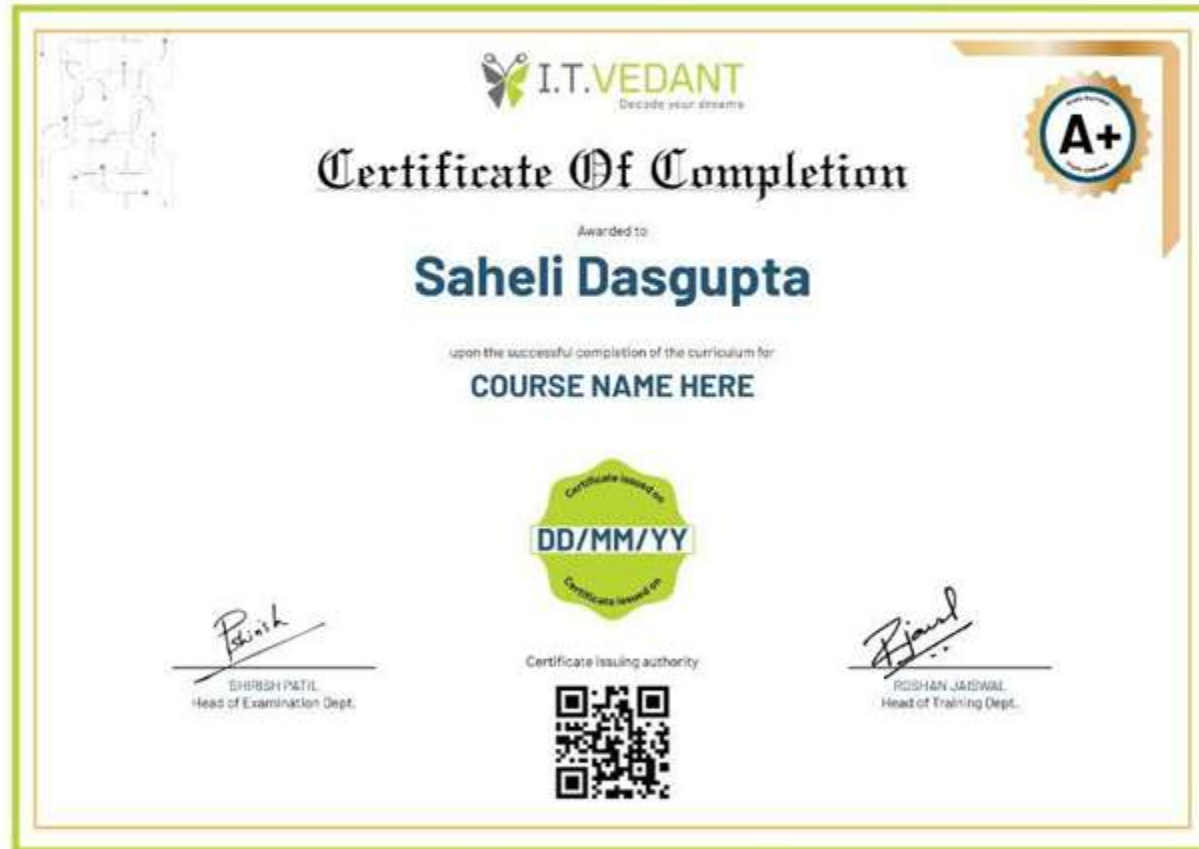 I.T.VEDANT
Decode your dreams
A+
Certificate Of Completion
Awarded to
Saheli Dasgupta
upon the successful completion of the curriculum for
COURSE NAME HERE
Certificate issued on
DD/MM/YY
Certificate issued on
SHIRISH PATIL
Head of Examination Dept.
Certificate issuing authority
ROSHAN JAISWAL
Head of Training Dept.